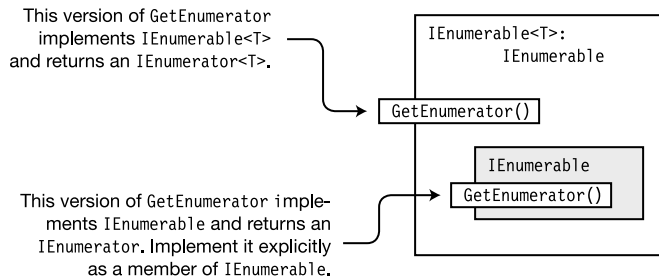 This version of GetEnumerator
implements IEnumerable<T>
and returns an IEnumerator<T>.
IEnumerable<T>:
IEnumerable
GetEnumerator()
IEnumerable
GetEnumerator()
This version of GetEnumerator imple-
ments IEnumerable and returns an
IEnumerator. Implement it explicitly
as a member of IEnumerable.